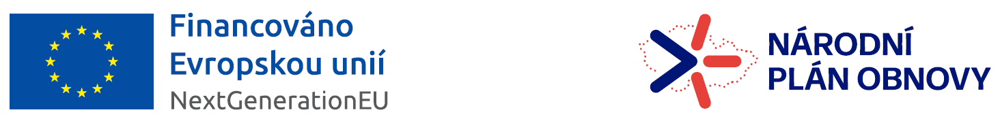 Financováno
Evropskou unií
NextGenerationEU
NÁRODNÍ
PLÁN OBNOVY